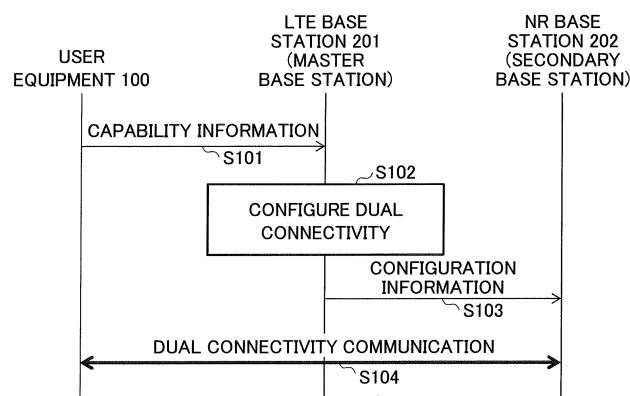 USER
EQUIPMENT 100
LTE BASE
STATION 201
(MASTER
BASE STATION)
NR BASE
STATION 202
(SECONDARY
BASE STATION)
CAPABILITY INFORMATION
S101
S102
CONFIGURE DUAL
CONNECTIVITY
CONFIGURATION
INFORMATION
S103
DUAL CONNECTIVITY COMMUNICATION
S104